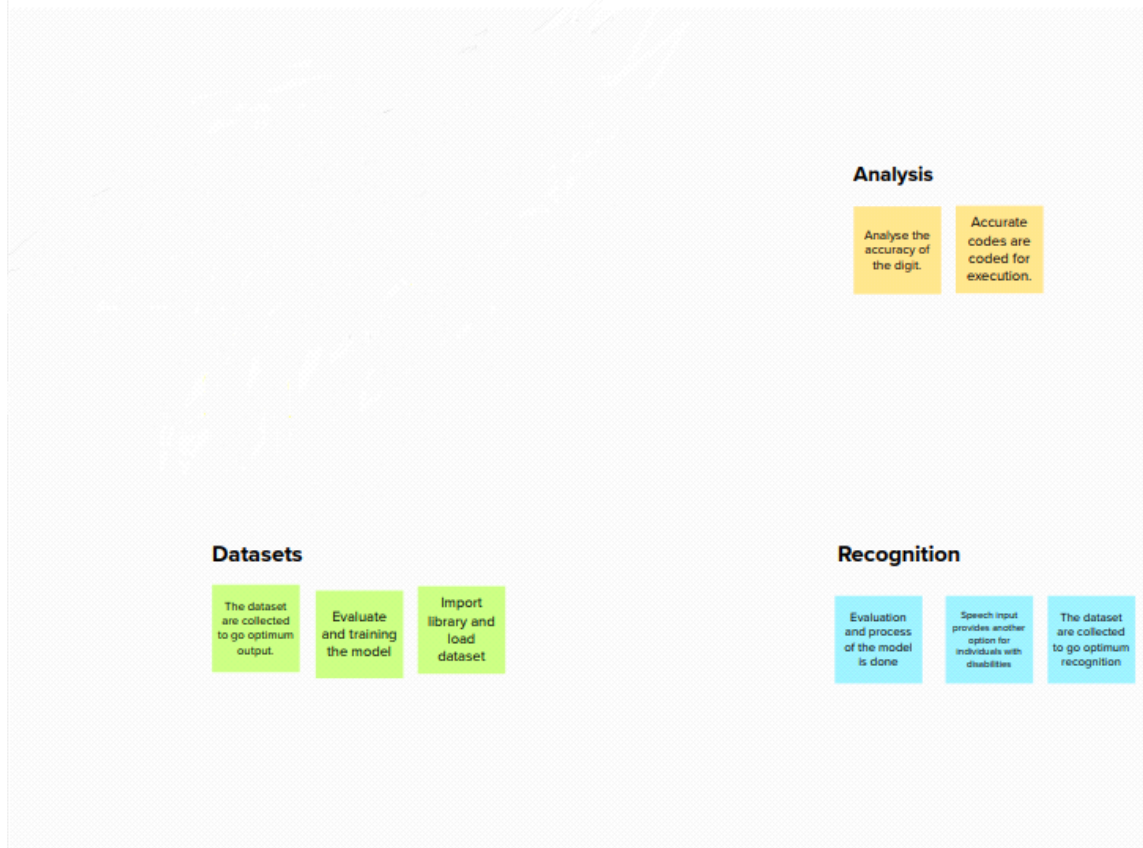 Analysis
Analyse the
accuracy of
the digit.
Accurate
codes are
coded for
execution.
Datasets
The dataset
are collected
to go optimum
output.
Evaluate
and training
the model
Import
library and
load
dataset
Recognition
Evaluation
and process
of the model
is done
Speech input
provides another
option for
individuals with
disabilities
The dataset
are collected
to go optimum
recognition